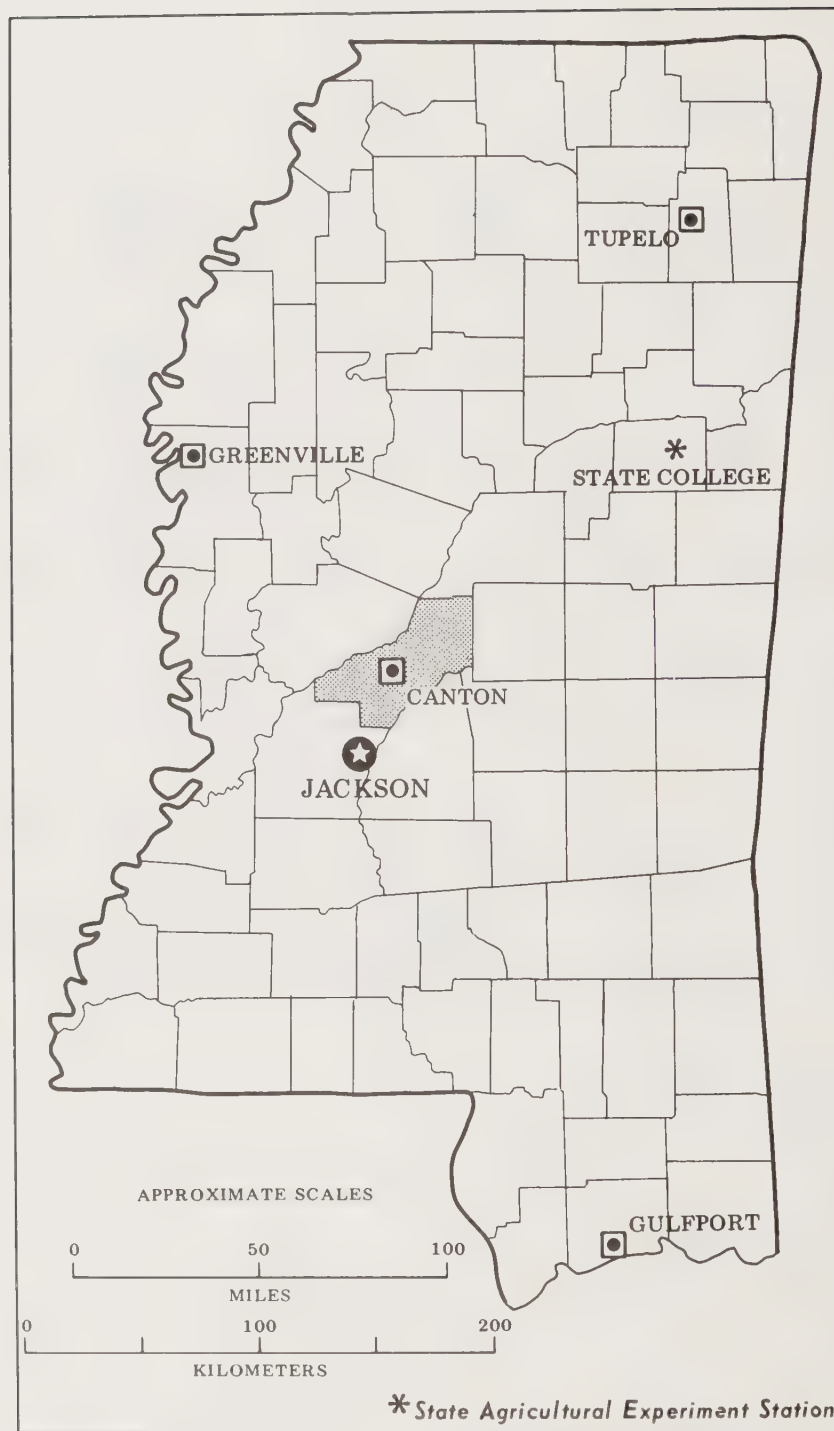 TUPELO
GREENVILLE
*
STATE COLLEGE
CANTON
JACKSON
APPROXIMATE SCALES
GULFPORT
0 50 100
MILES
0 100 200
KILOMETERS
*State Agricultural Experiment Station